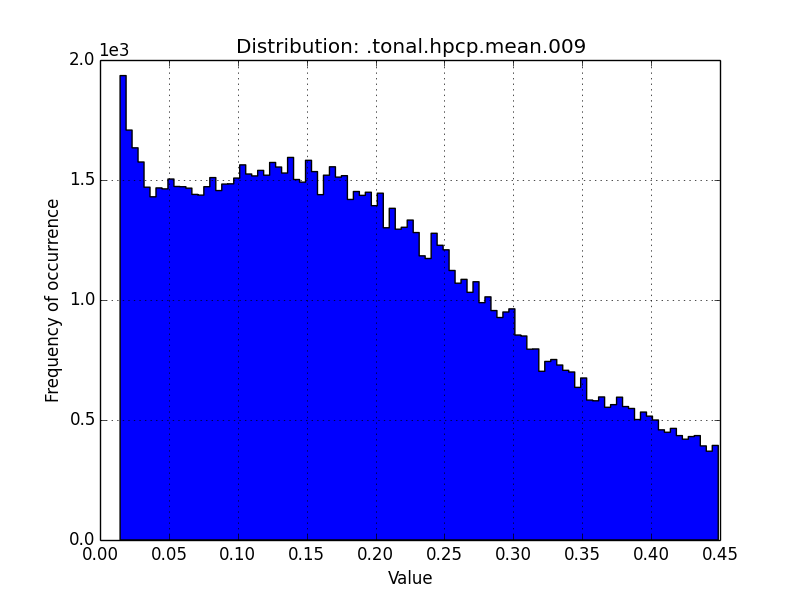 Distribution: .tonal.hpcp.mean.009
1e3
2.0
1.5
1.0
0.5
0.0
Frequency of occurrence
0.00 0.05 0.10 0.15 0.20 0.25 0.30 0.35 0.40 0.45
Value